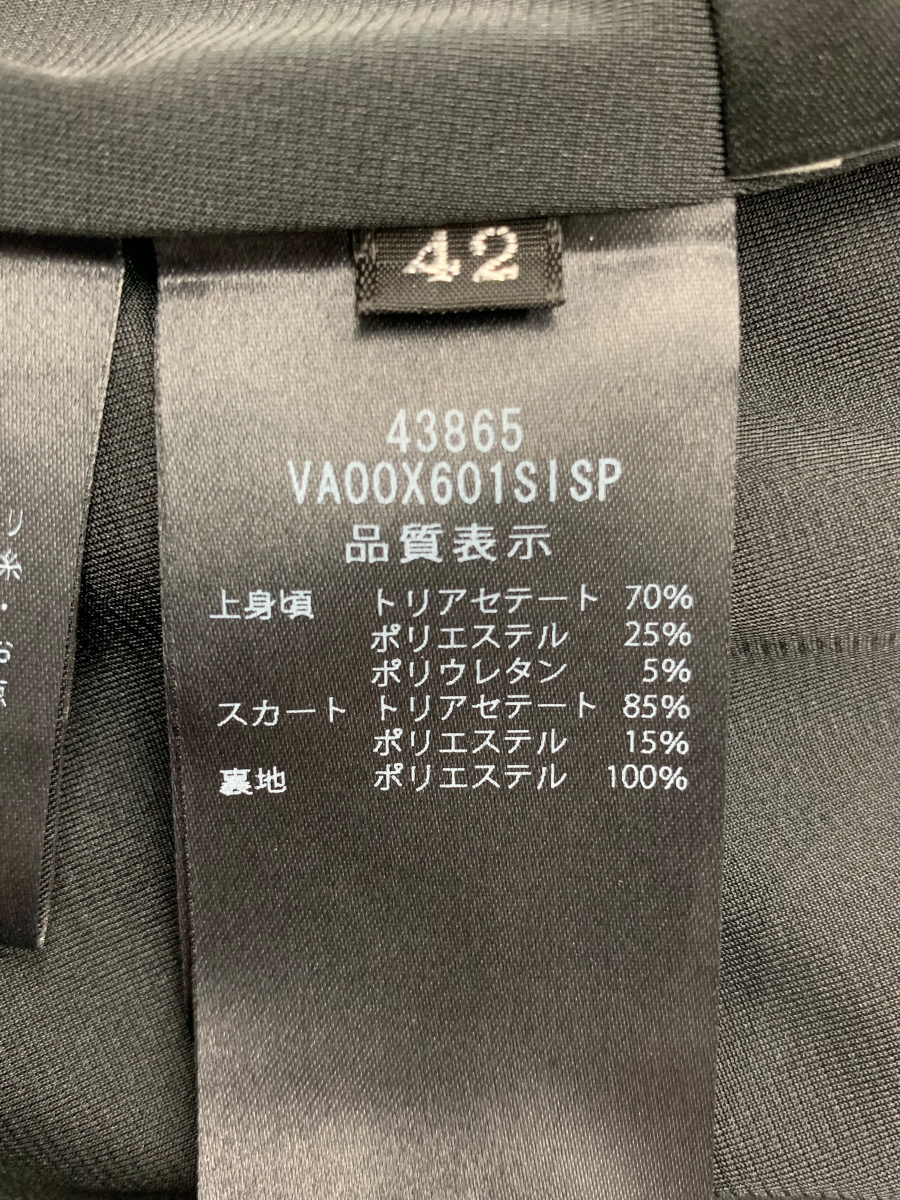 42
43865
VA00X601SISP
品質表示
上身頃 トリアセテート 70%
ポリエステル 25%
ポリウレタン 5%
スカート トリアセテート 85%
ポリエステル 15%
裏地 ポリエステル 100%
り
糸
・
お